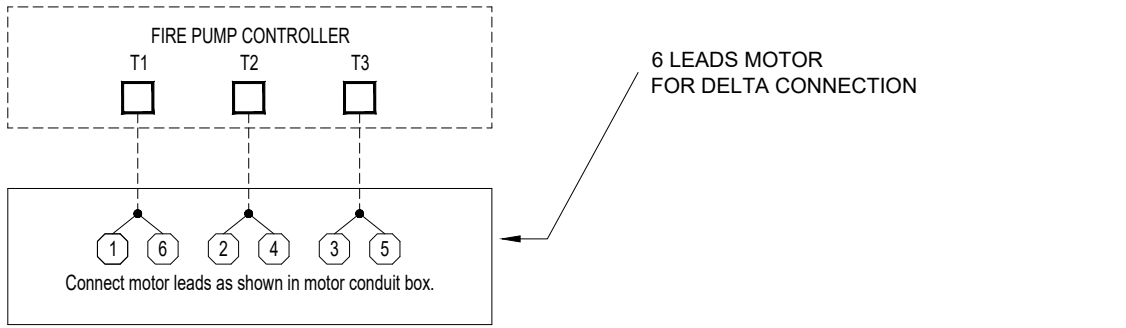 FIRE PUMP CONTROLLER
T1 T2 T3
6 LEADS MOTOR
FOR DELTA CONNECTION
1 6 2 4 3 5
Connect motor leads as shown in motor conduit box.